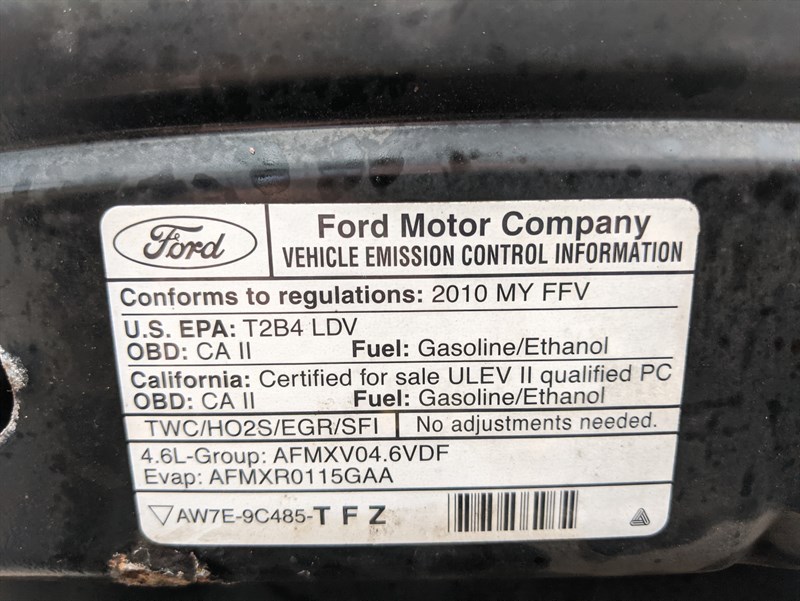 Ford
Ford Motor Company
VEHICLE EMISSION CONTROL INFORMATION
Conforms to regulations: 2010 MY FFV
U.S. EPA: T2B4 LDV
OBD: CA II Fuel: Gasoline/Ethanol
California: Certified for sale ULEV II qualified PC
OBD: CA II Fuel: Gasoline/Ethanol
TWC/HO2S/EGR/SFI No adjustments needed.
4.6L-Group: AFMXV04.6VDF
Evap: AFMXR0115GAA
AW7E-9C485-T F Z